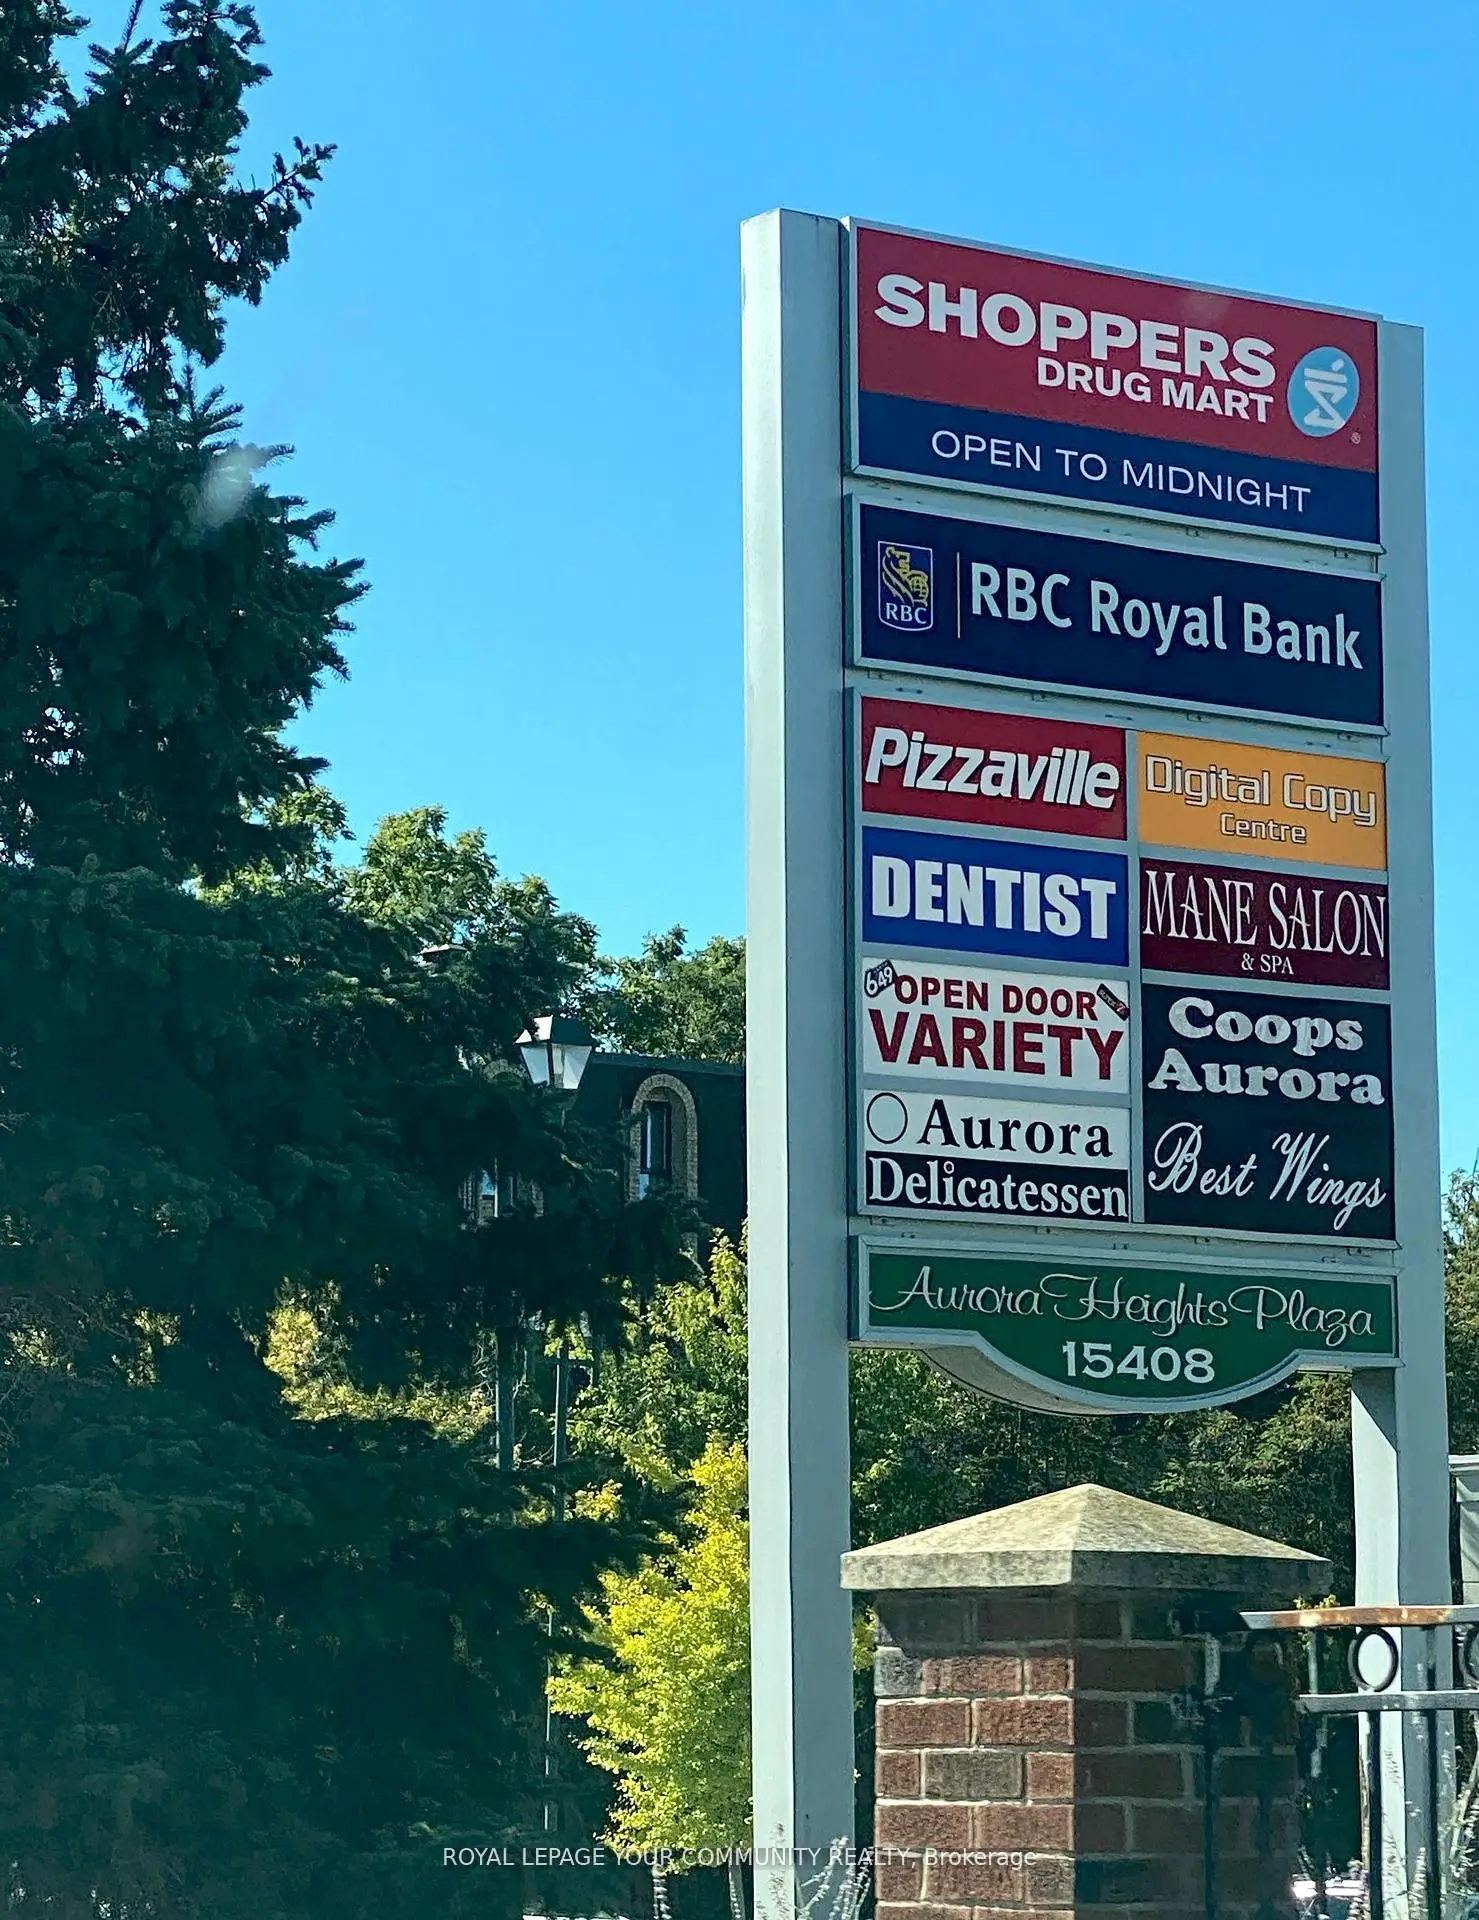 SHOPPERS
DRUG MART
®
OPEN TO MIDNIGHT
RBC
RBC Royal Bank
Pizzaville
Digital Copy
Centre
DENTIST
MANE SALON
& SPA
649
OPEN DOOR
VARIETY
Coops
Aurora
Best Wings
Aurora
Delicatessen
Aurora Heights Plaza
15408
ROYAL LEPAGE YOUR COMMUNITY REALTY, Brokerage